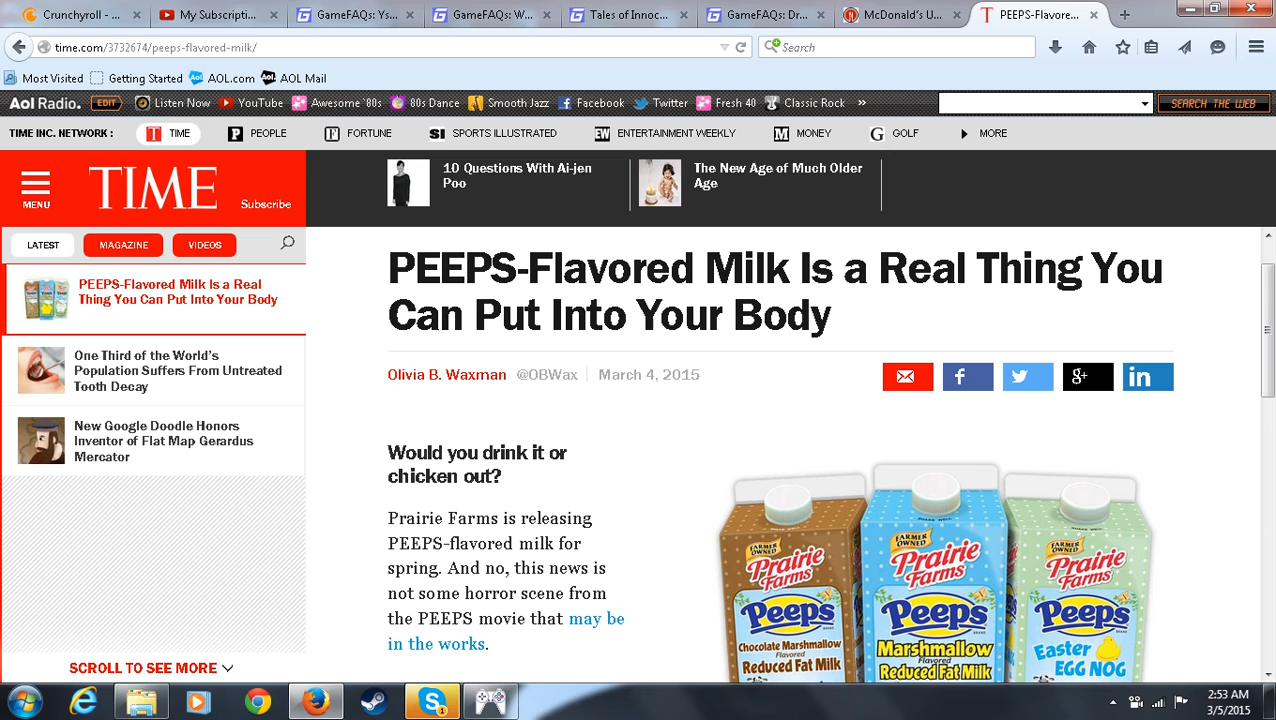 Crunchyroll - ...
My Subscripti...
GameFAQs: Ys...
GameFAQs: W...
Tales of Innoc...
GameFAQs: Dr...
McDonald's U...
PEEPS-Flavore...
time.com/3732674/peeps-flavored-milk/
Search
Most Visited Getting Started AOL.com AOL Mail
Aol Radio. EDIT Listen Now YouTube Awesome '80s 80s Dance Smooth Jazz Facebook Twitter Fresh 40 Classic Rock » SEARCH THE WEB
TIME INC. NETWORK : TIME PEOPLE FORTUNE SPORTS ILLUSTRATED ENTERTAINMENT WEEKLY MONEY GOLF MORE
MENU
TIME
Subscribe
10 Questions With Ai-jen
Poo
The New Age of Much Older
Age
LATEST MAGAZINE VIDEOS
PEEPS-Flavored Milk Is a Real
Thing You Can Put Into Your Body
One Third of the World's
Population Suffers From Untreated
Tooth Decay
New Google Doodle Honors
Inventor of Flat Map Gerardus
Mercator
SCROLL TO SEE MORE
PEEPS-Flavored Milk Is a Real Thing You
Can Put Into Your Body
Olivia B. Waxman @OBWax March 4, 2015
Would you drink it or
chicken out?
Prairie Farms is releasing
PEEPS-flavored milk for
spring. And no, this news is
not some horror scene from
the PEEPS movie that may be
in the works.
FARMER OWNED
Prairie Farms
Peeps
Chocolate Marshmallow
Flavored
Reduced Fat Milk
FARMER OWNED
Prairie Farms
Peeps
Marshmallow
Flavored
Reduced Fat Milk
FARMER OWNED
Prairie Farms
Peeps
Easter
EGG NOG
2:53 AM
3/5/2015